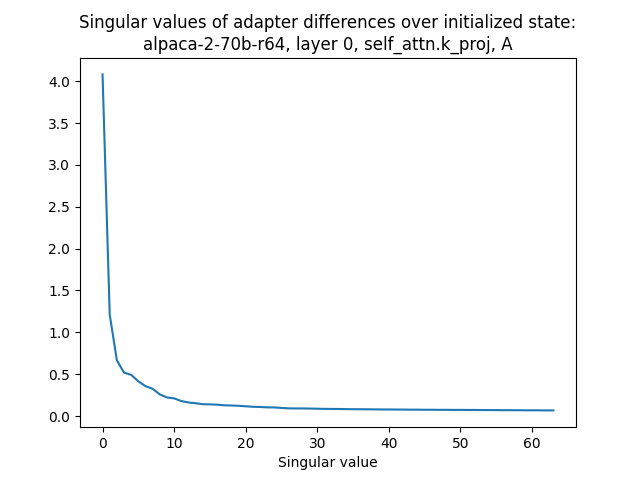 Singular values of adapter differences over initialized state:
alpaca-2-70b-r64, layer 0, self_attn.k_proj, A
4.0
3.5
3.0
2.5
2.0
1.5
1.0
0.5
0.0
0 10 20 30 40 50 60
Singular value